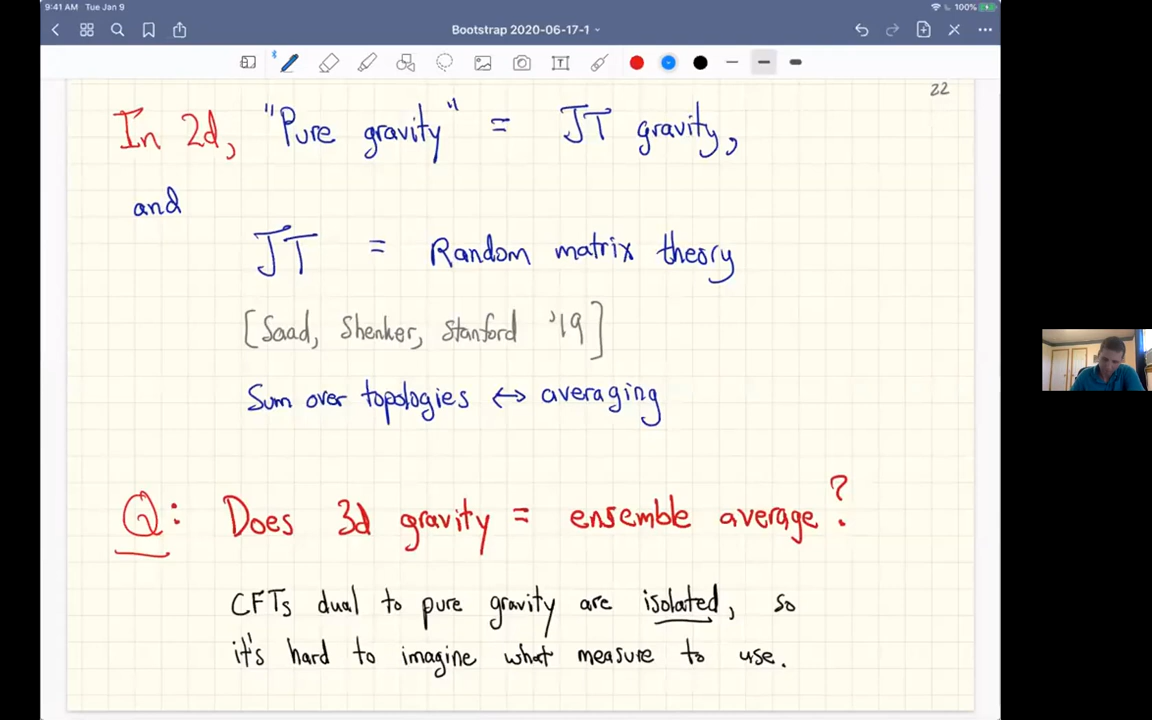 9:41 AM Tue Jan 9
100%
Bootstrap 2020-06-17-1
22
In 2d, "Pure gravity" = JT gravity,
and
JT = Random matrix theory
[Saad, Shenker, Stanford '19]
Sum over topologies ↔ averaging
Q: Does 3d gravity = ensemble average?
CFTs dual to pure gravity are isolated, so
it's hard to imagine what measure to use.